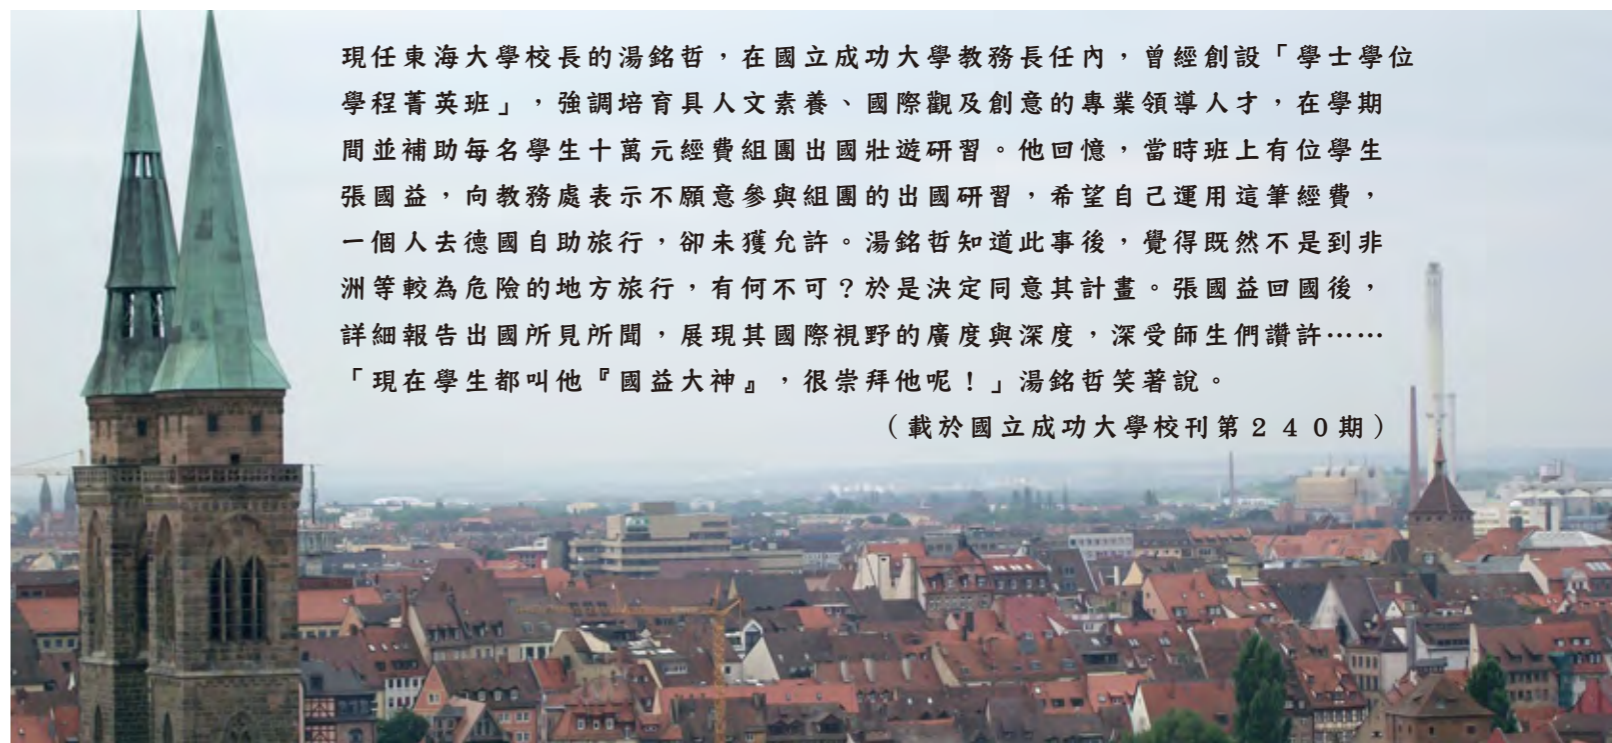 現任東海大學校長的湯銘哲，在國立成功大學教務長任內，曾經創設「學士學位
學程菁英班」，強調培育具人文素養、國際觀及創意的專業領導人才，在學期
間並補助每名學生十萬元經費組團出國壯遊研習。他回憶，當時班上有位學生
張國益，向教務處表示不願意參與組團的出國研習，希望自己運用這筆經費，
一個人去德國自助旅行，卻未獲允許。湯銘哲知道此事後，覺得既然不是到非
洲等較為危險的地方旅行，有何不可？於是決定同意其計畫。張國益回國後，
詳細報告出國所見所聞，展現其國際視野的廣度與深度，深受師生們讚許……
「現在學生都叫他『國益大神』，很崇拜他呢！」湯銘哲笑著說。
（載於國立成功大學校刊第２４０期）